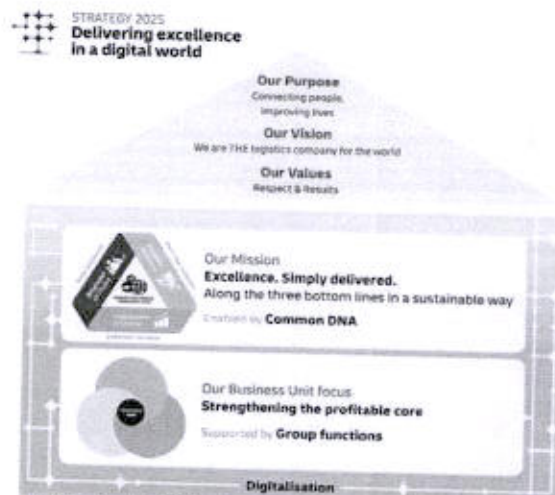 STRATEGY 2025
Delivering excellence
in a digital world
Our Purpose
Connecting people,
improving lives
Our Vision
We are THE logistics company for the world
Our Values
Respect & Results
Our Mission
Excellence. Simply delivered.
Along the three bottom lines in a sustainable way
Enabled by Common DNA
Our Business Unit focus
Strengthening the profitable core
Supported by Group functions
Digitalisation